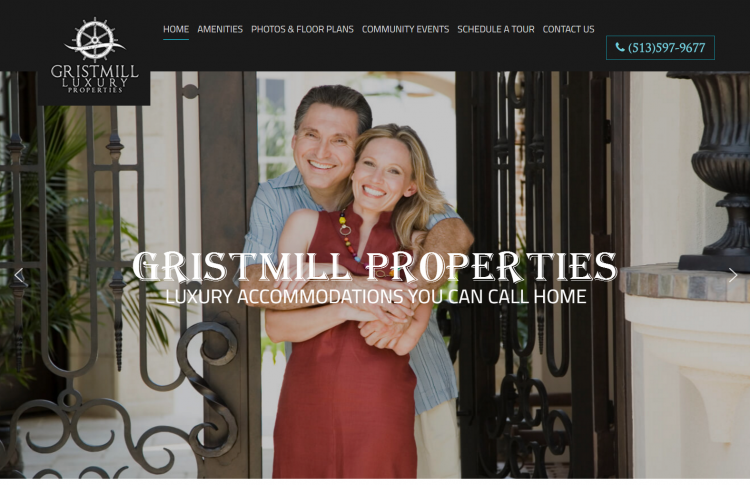 GRISTMILL
LUXURY
PROPERTIES
HOME AMENITIES PHOTOS & FLOOR PLANS COMMUNITY EVENTS SCHEDULE A TOUR CONTACT US
(513)597-9677
GRISTMILL PROPERTIES
LUXURY ACCOMMODATIONS YOU CAN CALL HOME